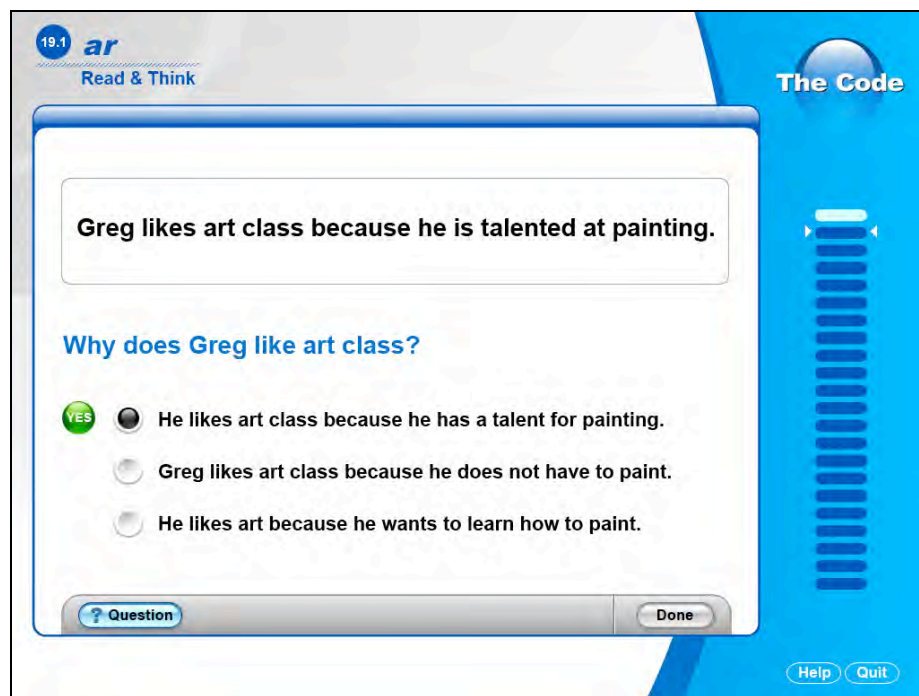 19.1 ar
Read & Think
The Code
Greg likes art class because he is talented at painting.
Why does Greg like art class?
YES He likes art class because he has a talent for painting.
Greg likes art class because he does not have to paint.
He likes art because he wants to learn how to paint.
? Question
Done
Help
Quit